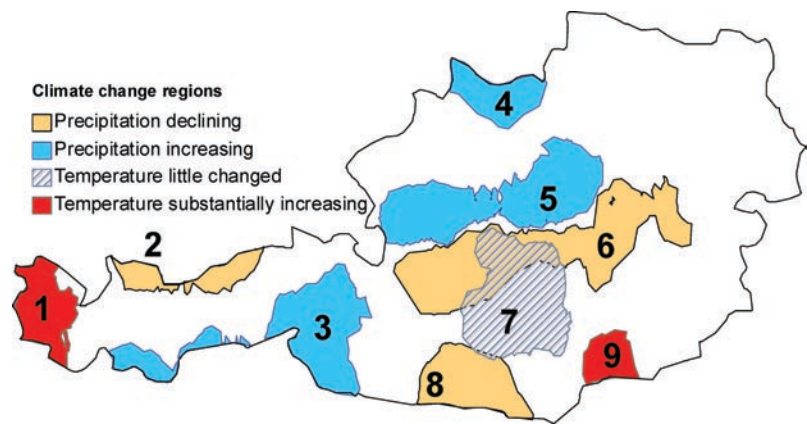 Climate change regions
Precipitation declining
Precipitation increasing
Temperature little changed
Temperature substantially increasing
1
2
3
4
5
6
7
8
9